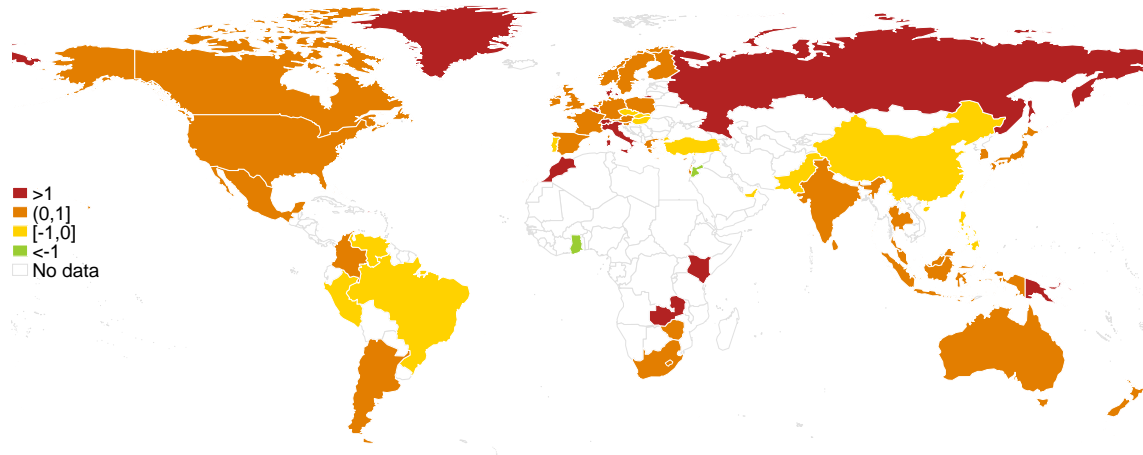 >1
(0,1]
[-1,0]
<-1
No data